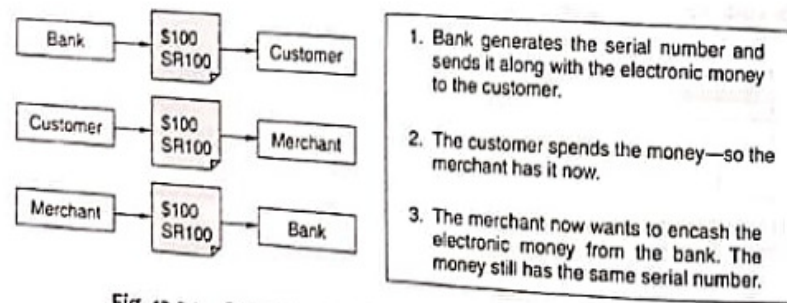 Bank
$100
SR100
Customer
Customer
$100
SR100
Merchant
Merchant
$100
SR100
Bank
1. Bank generates the serial number and
sends it along with the electronic money
to the customer.
2. The customer spends the money—so the
merchant has it now.
3. The merchant now wants to encash the
electronic money from the bank. The
money still has the same serial number.
Fig.